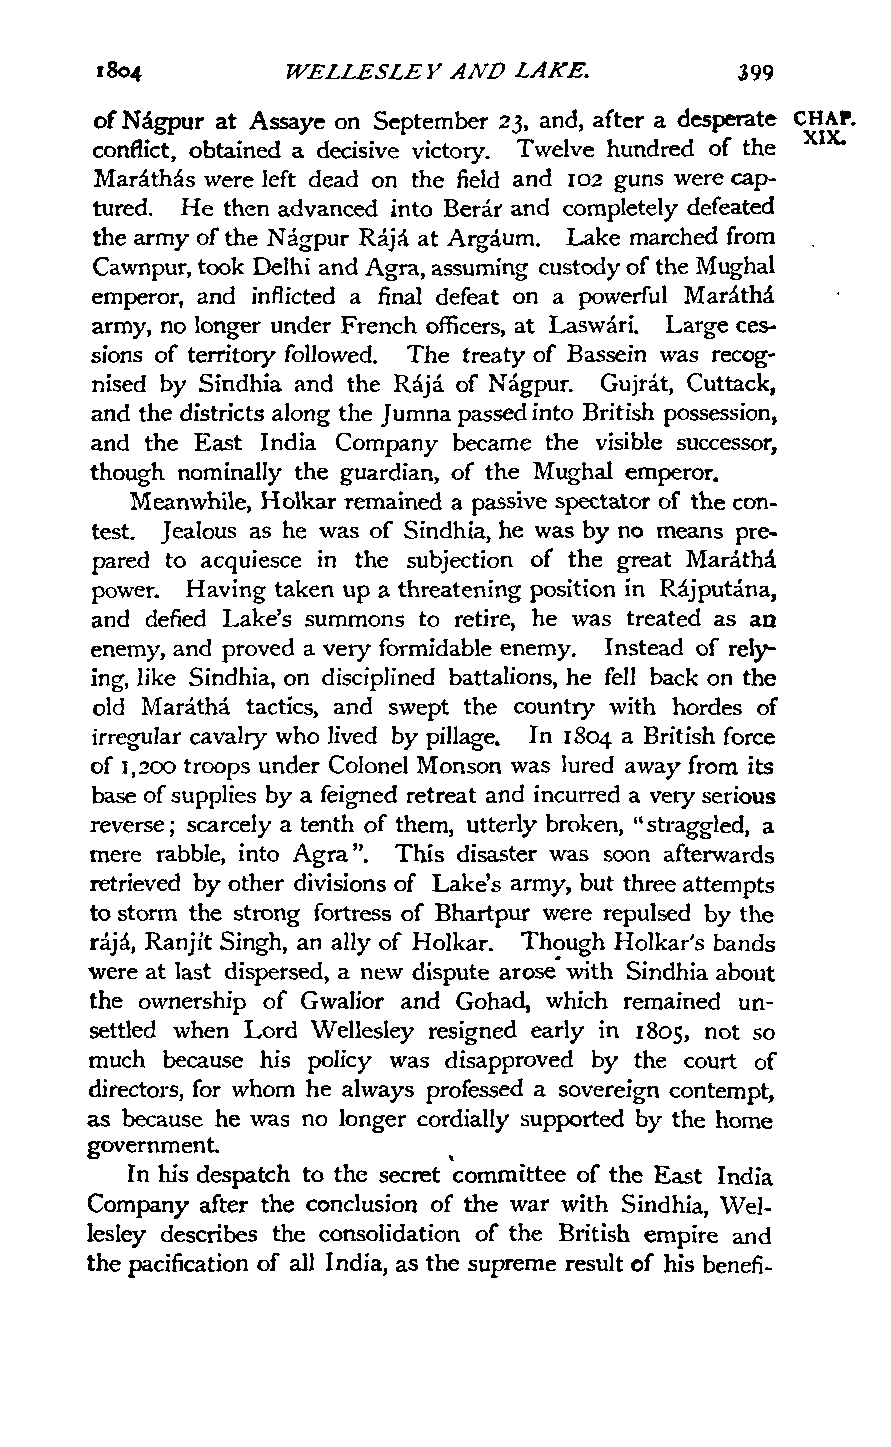 1804 WELLESLEY AND LAKE. 399
CHAP. XIX.
of Nágpur at Assaye on September 23, and, after a desperate
conflict, obtained a decisive victory. Twelve hundred of the
Maráthás were left dead on the field and 102 guns were cap-
tured. He then advanced into Berár and completely defeated
the army of the Nágpur Rájá at Argáum. Lake marched from
Cawnpur, took Delhi and Agra, assuming custody of the Mughal
emperor, and inflicted a final defeat on a powerful Maráthá
army, no longer under French officers, at Laswári. Large ces-
sions of territory followed. The treaty of Bassein was recog-
nised by Sindhia and the Rájá of Nágpur. Gujrát, Cuttack,
and the districts along the Jumna passed into British possession,
and the East India Company became the visible successor,
though nominally the guardian, of the Mughal emperor.
Meanwhile, Holkar remained a passive spectator of the con-
test. Jealous as he was of Sindhia, he was by no means pre-
pared to acquiesce in the subjection of the great Maráthá
power. Having taken up a threatening position in Rájputána,
and defied Lake's summons to retire, he was treated as an
enemy, and proved a very formidable enemy. Instead of rely-
ing, like Sindhia, on disciplined battalions, he fell back on the
old Maráthá tactics, and swept the country with hordes of
irregular cavalry who lived by pillage. In 1804 a British force
of 1,200 troops under Colonel Monson was lured away from its
base of supplies by a feigned retreat and incurred a very serious
reverse; scarcely a tenth of them, utterly broken, "straggled, a
mere rabble, into Agra". This disaster was soon afterwards
retrieved by other divisions of Lake's army, but three attempts
to storm the strong fortress of Bhartpur were repulsed by the
rájá, Ranjít Singh, an ally of Holkar. Though Holkar's bands
were at last dispersed, a new dispute arose with Sindhia about
the ownership of Gwalior and Gohad, which remained un-
settled when Lord Wellesley resigned early in 1805, not so
much because his policy was disapproved by the court of
directors, for whom he always professed a sovereign contempt,
as because he was no longer cordially supported by the home
government.
In his despatch to the secret committee of the East India
Company after the conclusion of the war with Sindhia, Wel-
lesley describes the consolidation of the British empire and
the pacification of all India, as the supreme result of his benefi-